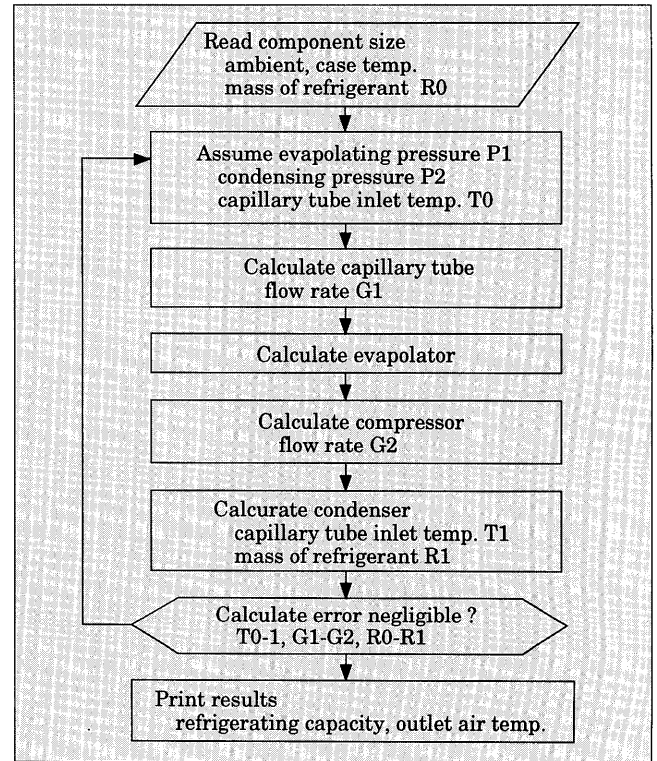 Read component size
ambient, case temp.
mass of refrigerant R0
Assume evapolating pressure P1
condensing pressure P2
capillary tube inlet temp. T0
Calculate capillary tube
flow rate G1
Calculate evapolator
Calculate compressor
flow rate G2
Calcurate condenser
capillary tube inlet temp. T1
mass of refrigerant R1
Calculate error negligible ?
T0-1, G1-G2, R0-R1
Print results
refrigerating capacity, outlet air temp.